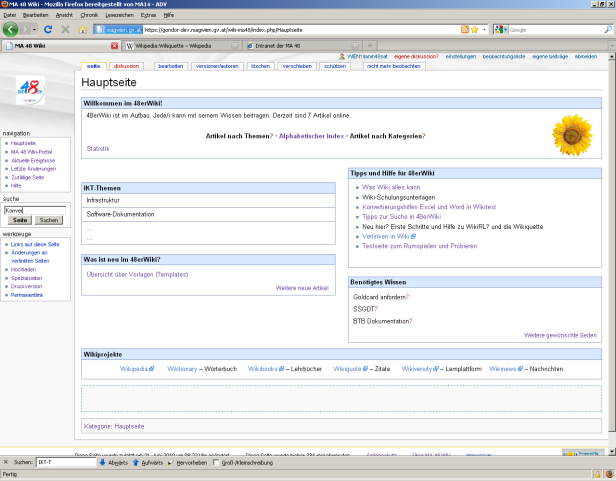 MA 48 Wiki - Mozilla Firefox bereitgestellt von MA14 - ADV
Datei Bearbeiten Ansicht Chronik Lesezeichen Extras Hilfe
magwien.gv.at https://gondor-dev.magwien.gv.at/wiki-ma48/index.php/Hauptseite
Google
MA 48 Wiki
Wikipedia:Wikiquette – Wikipedia
Intranet der MA 48
eigene diskussion? einstellungen beobachtungsliste eigene beiträge abmelden
seite diskussion bearbeiten versionen/autoren löschen verschieben schützen nicht mehr beobachten
Hauptseite
Willkommen im 48erWiki!
48erWiki ist im Aufbau. Jede/r kann mit seinem Wissen beitragen. Derzeit sind 7 Artikel online.
Artikel nach Themen? · Alphabetischer Index · Artikel nach Kategorien?
Statistik
navigation
Hauptseite
MA 48 Wiki-Portal
Aktuelle Ereignisse
Letzte Änderungen
Zufällige Seite
Hilfe
suche
Konver
Seite Suchen
werkzeuge
Links auf diese Seite
Änderungen an verlinkten Seiten
Hochladen
Spezialseiten
Druckversion
Permanentlink
IKT-Themen
Infrastruktur
Software-Dokumentation
...
...
Was ist neu im 48erWiki?
Übersicht über Vorlagen (Templates)
Weitere neue Artikel
Tipps und Hilfe für 48erWiki
Was Wiki alles kann.
Wiki-Schulungsunterlagen
Konvertierungshilfen Excel und Word in Wikitext
Tipps zur Suche in 48erWiki
Neu hier? Erste Schritte und Hilfe zu WikiRL? und die Wikiquette
Verlinken in Wiki
Testseite zum Rumspielen und Probieren
Benötigtes Wissen
Goldcard anfordern?
SSGDT?
BTB Dokumentation?
Weitere gewünschte Seiten
Wikiprojekte
Wikipedia Wiktionary – Wörterbuch Wikibooks – Lehrbücher Wikiquote – Zitate Wikiversity – Lernplattform Wikinews – Nachrichten
Kategorie: Hauptseite
Suchen: IKT-T Abwärts Aufwärts Hervorheben Groß-/Kleinschreibung
Fertig